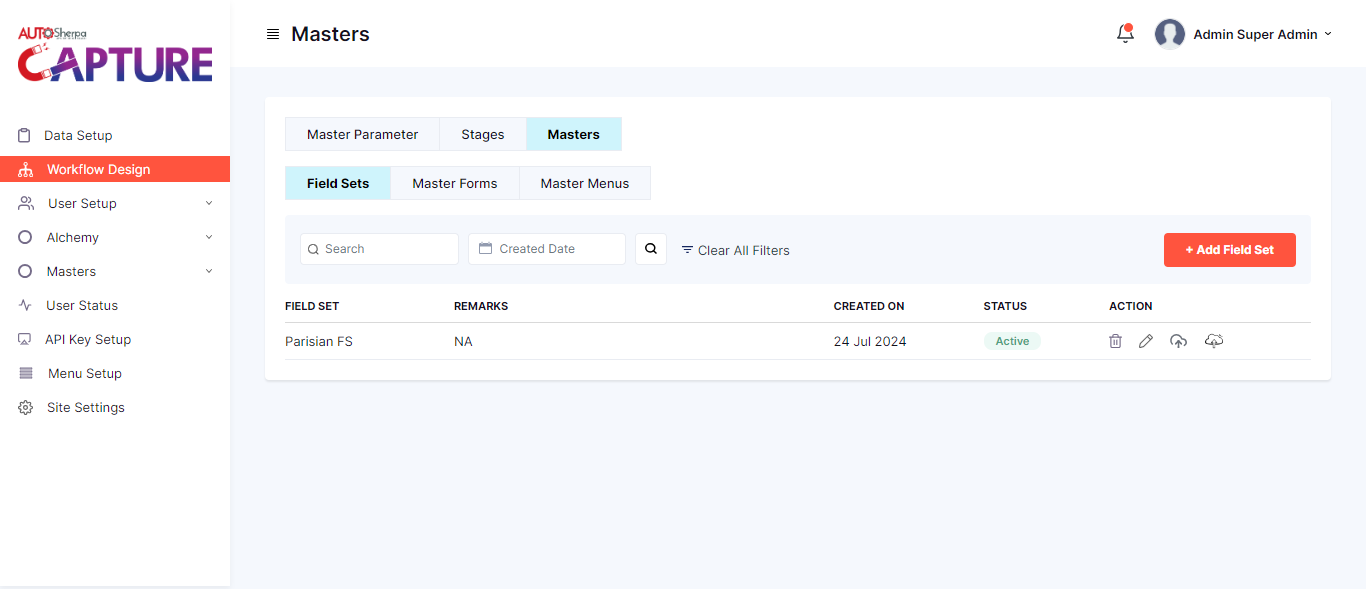 AUTOSherpa
CAPTURE
Masters
Admin Super Admin
Data Setup
Workflow Design
User Setup
Alchemy
Masters
User Status
API Key Setup
Menu Setup
Site Settings
Master Parameter Stages Masters
Field Sets Master Forms Master Menus
Search Created Date Clear All Filters + Add Field Set
FIELD SET REMARKS CREATED ON STATUS ACTION
Parisian FS NA 24 Jul 2024 Active